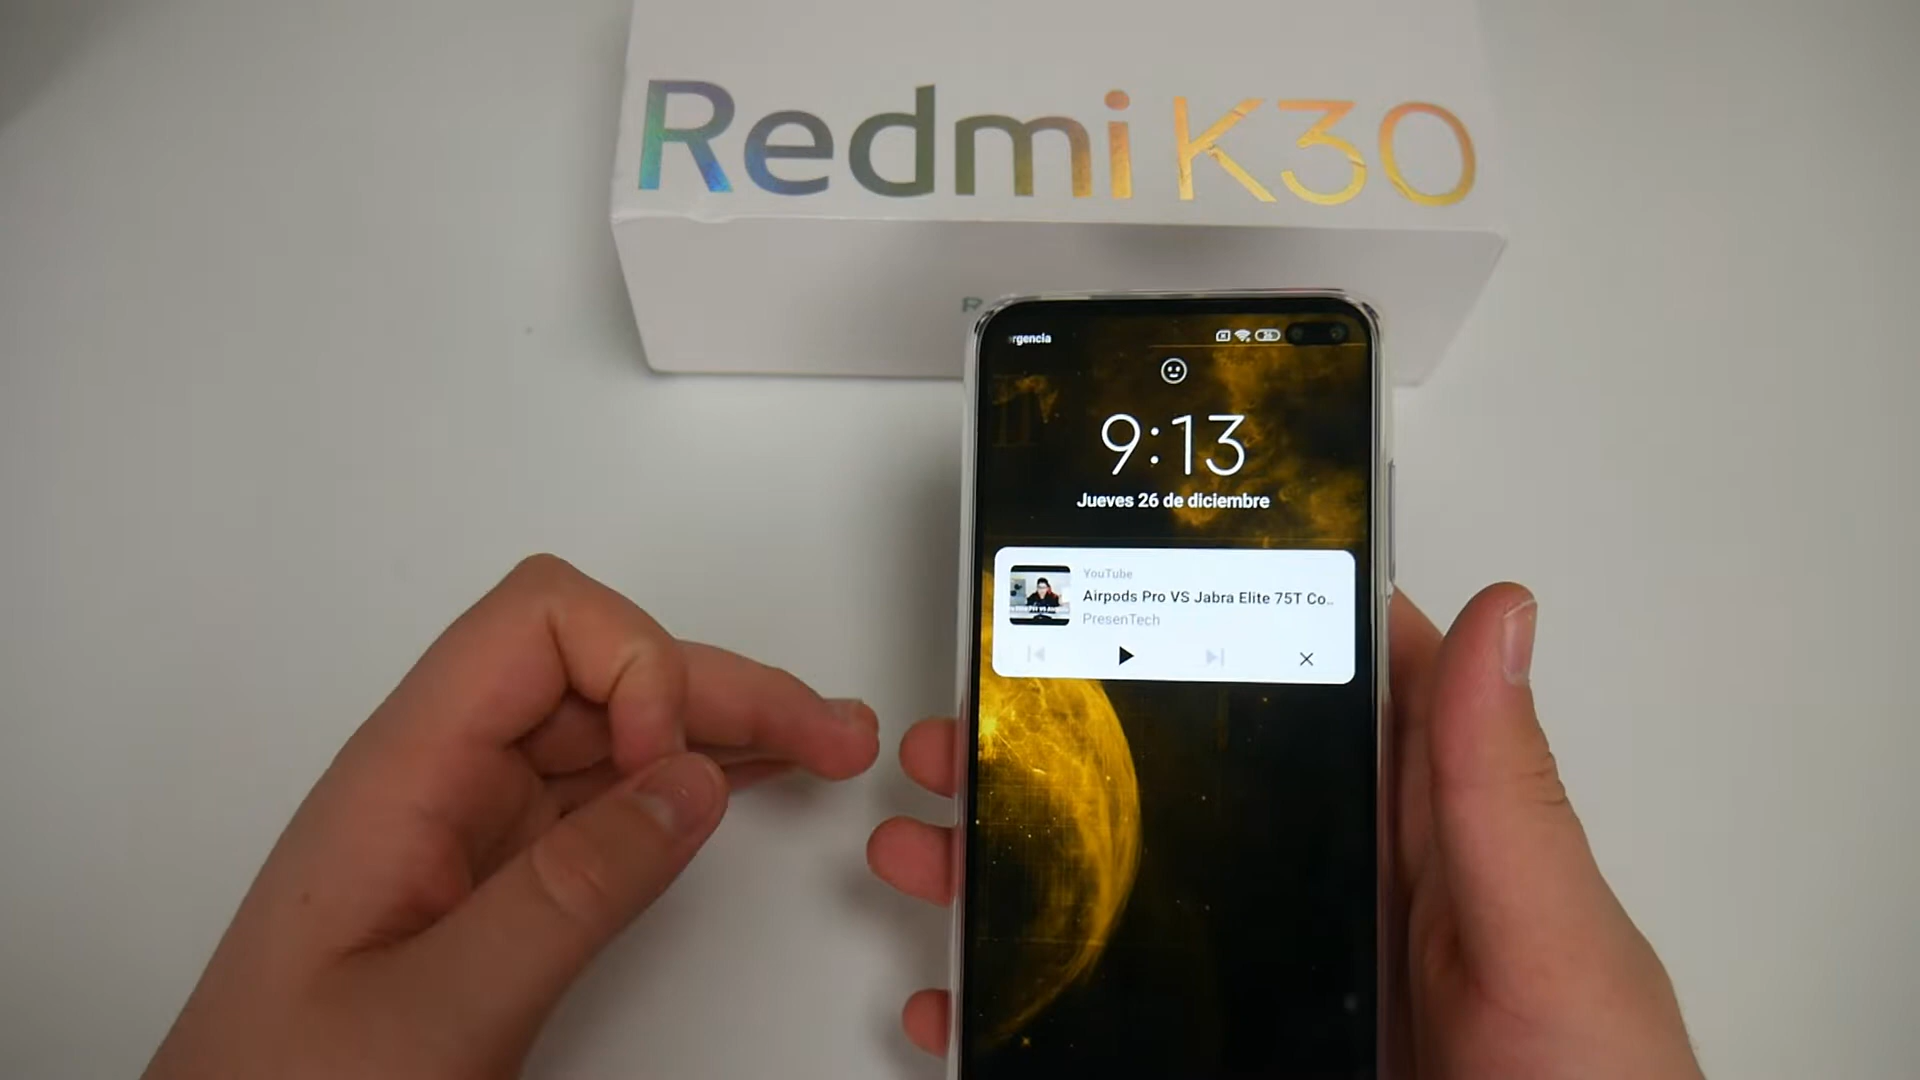 Redmi K30
rgencia
9:13
Jueves 26 de diciembre
YouTube
Airpods Pro VS Jabra Elite 75T Co..
PresenTech